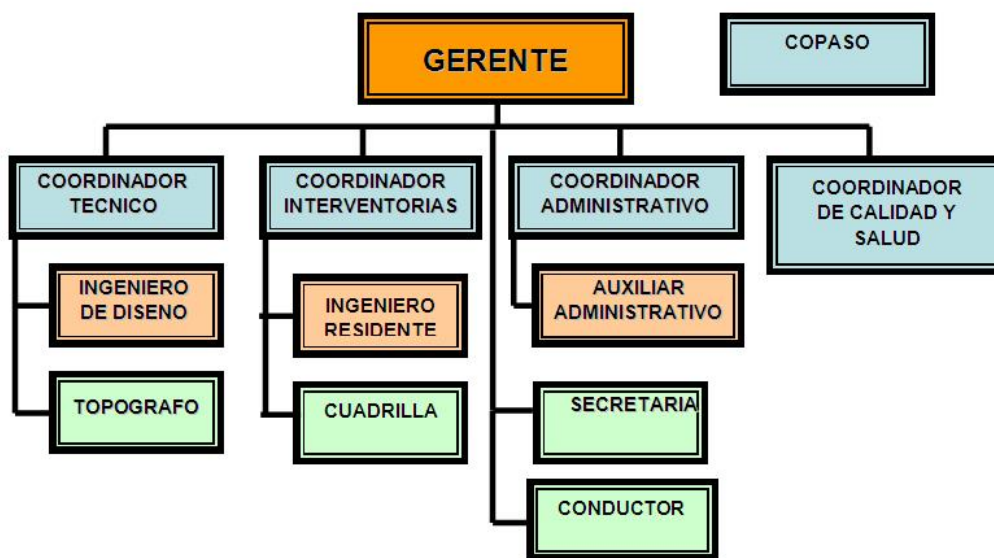 GERENTE
COPASO
COORDINADOR
TECNICO
COORDINADOR
INTERVENTORIAS
COORDINADOR
ADMINISTRATIVO
COORDINADOR
DE CALIDAD Y
SALUD
INGENIERO
DE DISENO
INGENIERO
RESIDENTE
AUXILIAR
ADMINISTRATIVO
TOPOGRAFO
CUADRILLA
SECRETARIA
CONDUCTOR